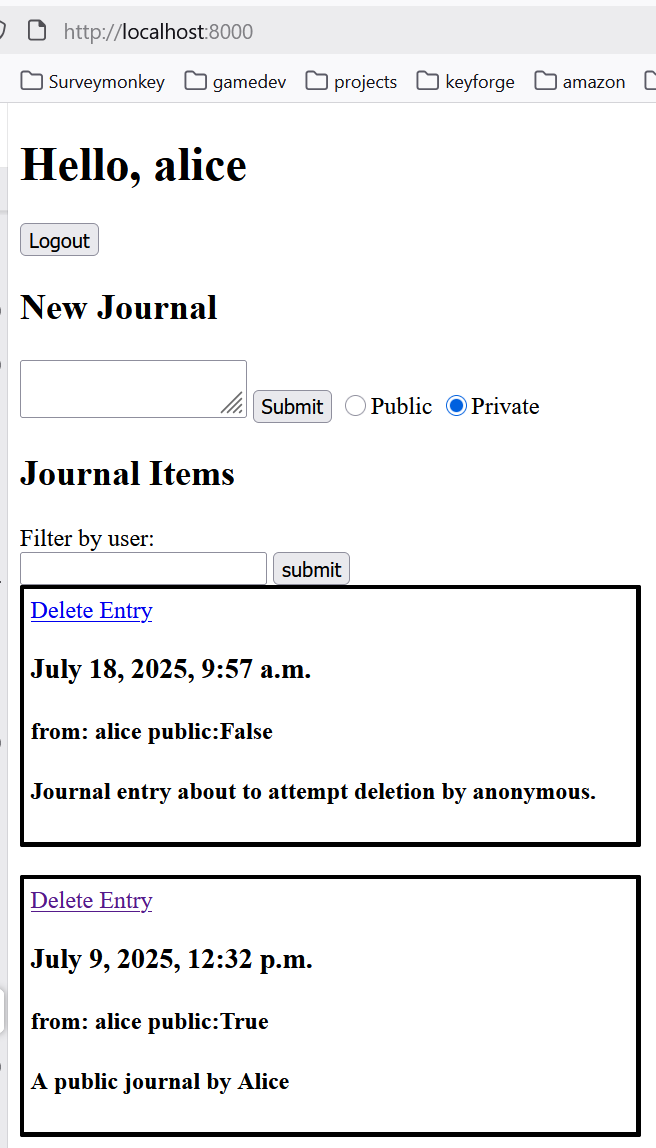 http://localhost:8000
Surveymonkey gamedev projects keyforge amazon
Hello, alice
Logout
New Journal
Submit Public Private
Journal Items
Filter by user:
submit
Delete Entry
July 18, 2025, 9:57 a.m.
from: alice public:False
Journal entry about to attempt deletion by anonymous.
Delete Entry
July 9, 2025, 12:32 p.m.
from: alice public:True
A public journal by Alice